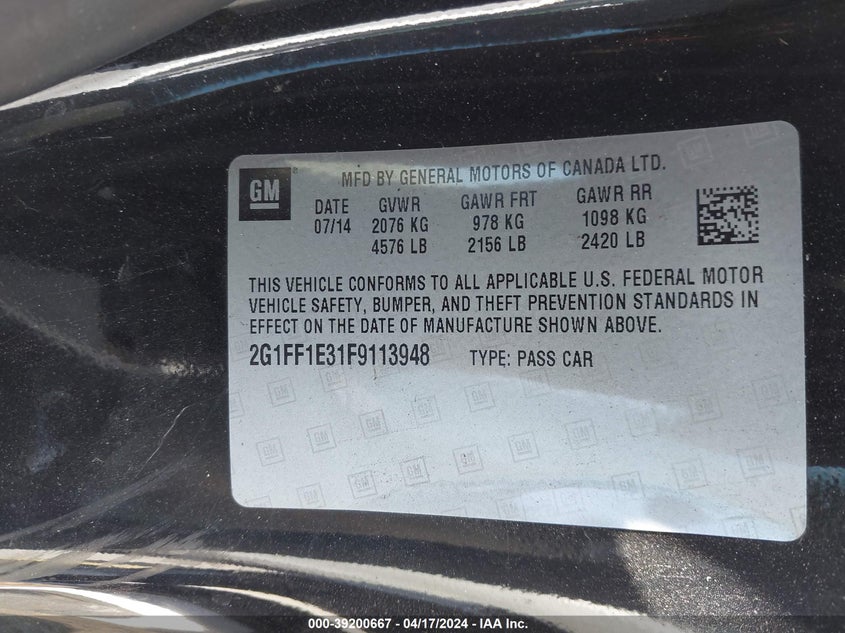 GM
MFD BY GENERAL MOTORS OF CANADA LTD.
DATE GVWR GAWR FRT GAWR RR
07/14 2076 KG 978 KG 1098 KG
4576 LB 2156 LB 2420 LB
THIS VEHICLE CONFORMS TO ALL APPLICABLE U.S. FEDERAL MOTOR
VEHICLE SAFETY, BUMPER, AND THEFT PREVENTION STANDARDS IN
EFFECT ON THE DATE OF MANUFACTURE SHOWN ABOVE.
2G1FF1E31F9113948 TYPE: PASS CAR
000-39200667 - 04/17/2024 - IAA Inc.